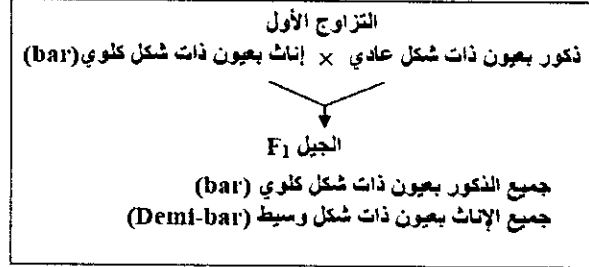 التزاوج الأول
ذكور بعيون ذات شكل عادي × إناث بعيون ذات شكل كلوي(bar)
الجيل F1
جميع الذكور بعيون ذات شكل كلوي (bar)
جميع الإناث بعيون ذات شكل وسيط (Demi-bar)